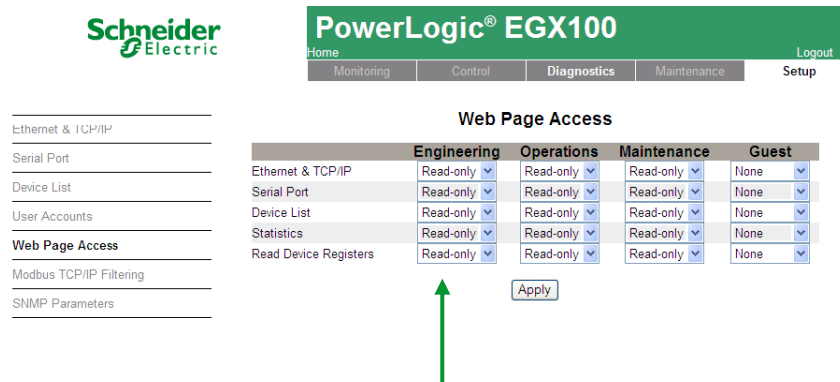 Schneider
Electric
PowerLogic® EGX100
Home Logout
Monitoring Control Diagnostics Maintenance Setup
Ethernet & TCP/IP
Serial Port
Device List
User Accounts
Web Page Access
Modbus TCP/IP Filtering
SNMP Parameters
Web Page Access
Engineering Operations Maintenance Guest
Ethernet & TCP/IP Read-only Read-only Read-only None
Serial Port Read-only Read-only Read-only None
Device List Read-only Read-only Read-only None
Statistics Read-only Read-only Read-only None
Read Device Registers Read-only Read-only Read-only None
Apply